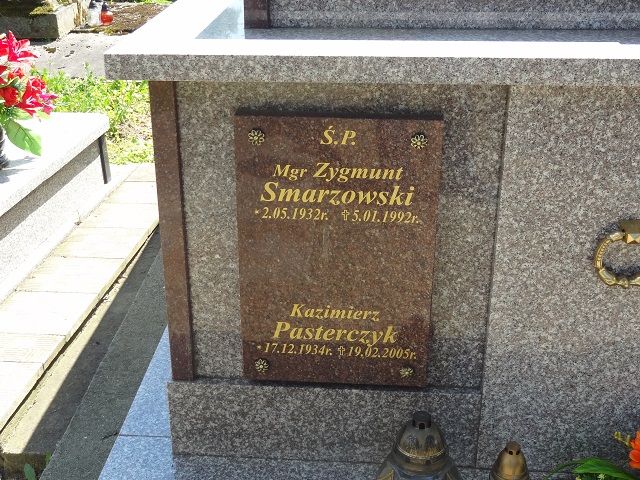 Ś.P.
Mgr Zygmunt
Smarzowski
*2.05.1932r. ✝5.01.1992r.
Kazimierz
Pasterczyk
*17.12.1934r. ✝19.02.2005r.